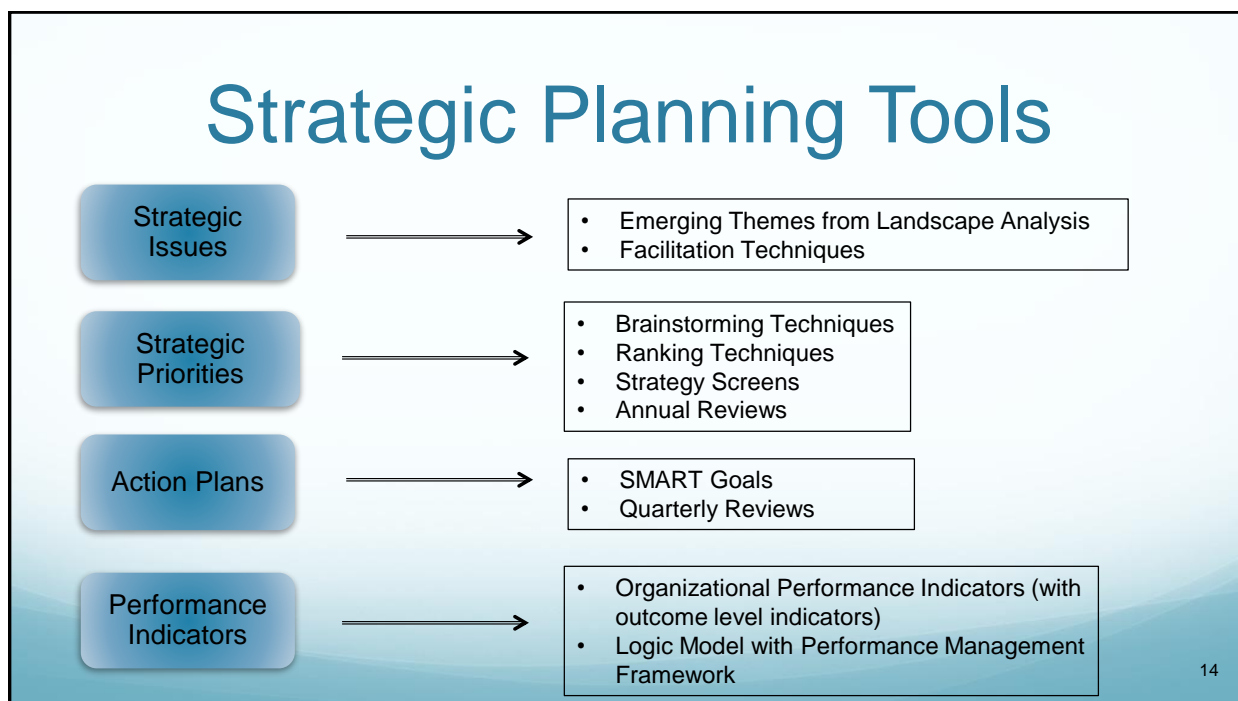 Strategic Planning Tools
Strategic
Issues
• Emerging Themes from Landscape Analysis
• Facilitation Techniques
Strategic
Priorities
• Brainstorming Techniques
• Ranking Techniques
• Strategy Screens
• Annual Reviews
Action Plans
• SMART Goals
• Quarterly Reviews
Performance
Indicators
• Organizational Performance Indicators (with
outcome level indicators)
• Logic Model with Performance Management
Framework
14